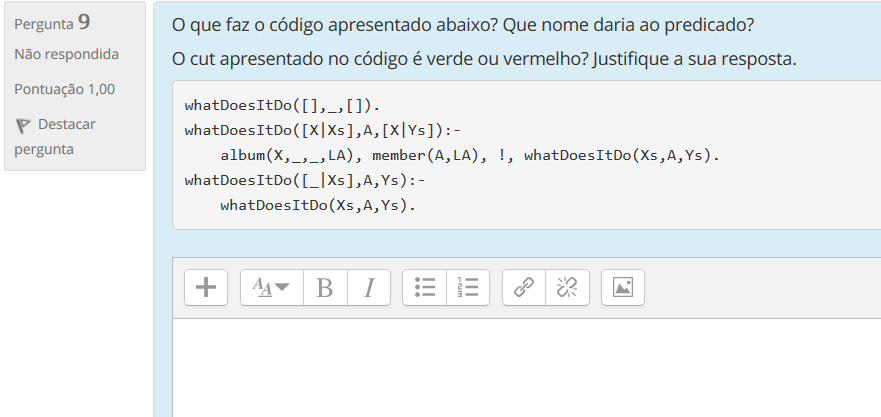 Pergunta 9
Não respondida
Pontuação 1,00
Destacar
pergunta
O que faz o código apresentado abaixo? Que nome daria ao predicado?
O cut apresentado no código é verde ou vermelho? Justifique a sua resposta.
whatDoesItDo([],_,[]).
whatDoesItDo([X|Xs],A,[X|Ys]):-
    album(X,_,_,LA), member(A,LA), !, whatDoesItDo(Xs,A,Ys).
whatDoesItDo([_|Xs],A,Ys):-
    whatDoesItDo(Xs,A,Ys).